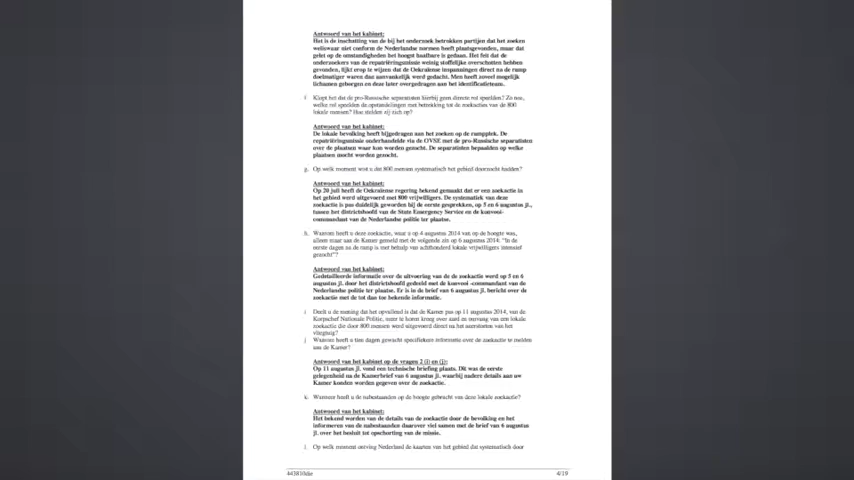 Antwoord van het kabinet:
Het is de inschatting van de bij het onderzoek betrokken partijen dat het zoeken
weliswaar niet conform de Nederlandse normen heeft plaatsgevonden, maar dat
gelet op de omstandigheden het hoogst haalbare is gedaan. Het feit dat de
onderzoekers van de repatriëringsmissie weinig stoffelijke overschotten hebben
gevonden, lijkt erop te wijzen dat de Oekraïense inspanningen direct na de ramp
doelmatiger waren dan aanvankelijk werd gedacht. Men heeft zoveel mogelijk
lichamen geborgen en deze later overgedragen aan het identificatieteam.
f. Klopt het dat de pro-Russische separatisten hierbij geen directe rol speelden? Zo nee,
welke rol speelden de opstandelingen met betrekking tot de zoekacties van de 800
lokale mensen? Hoe stelden zij zich op?
Antwoord van het kabinet:
De lokale bevolking heeft bijgedragen aan het zoeken op de rampplek. De
repatriëringsmissie onderhandelde via de OVSE met de pro-Russische separatisten
over de plaatsen waar kon worden gezocht. De separatisten bepaalden op welke
plaatsen mocht worden gezocht.
g. Op welk moment wist u dat 800 mensen systematisch het gebied doorzocht hadden?
Antwoord van het kabinet:
Op 20 juli heeft de Oekraïense regering bekend gemaakt dat er een zoekactie in
het gebied werd uitgevoerd met 800 vrijwilligers. De systematiek van deze
zoekactie is pas duidelijk geworden bij de eerste gesprekken, op 5 en 6 augustus jl.,
tussen het districtshoofd van de State Emergency Service en de konvooi-
commandant van de Nederlandse politie ter plaatse.
h. Waarom heeft u deze zoekactie, waar u op 4 augustus 2014 van op de hoogte was,
alleen maar aan de Kamer gemeld met de volgende zin op 6 augustus 2014: "In de
eerste dagen na de ramp is met behulp van achthonderd lokale vrijwilligers intensief
gezocht"?
Antwoord van het kabinet:
Gedetailleerde informatie over de uitvoering van de de zoekactie werd op 5 en 6
augustus jl. door het districtshoofd gedeeld met de konvooi -commandant van de
Nederlandse politie ter plaatse. Er is in de brief van 6 augustus jl. bericht over de
zoekactie met de tot dan toe bekende informatie.
i Deelt u de mening dat het opvallend is dat de Kamer pas op 11 augustus 2014, van de
Korpschef Nationale Politie, meer te horen kreeg over aard en omvang van een lokale
zoekactie die door 800 mensen werd uitgevoerd direct na het neerstorten van het
vliegtuig?
j Waarom heeft u tien dagen gewacht specifiekere informatie over de zoekactie te melden
aan de Kamer?
Antwoord van het kabinet op de vragen 2 (i) en (j):
Op 11 augustus jl. vond een technische briefing plaats. Dit was de eerste
gelegenheid na de Kamerbrief van 6 augustus jl. waarbij nadere details aan uw
Kamer konden worden gegeven over de zoekactie.
k. Wanneer heeft u de nabestaanden op de hoogte gebracht van deze lokale zoekactie?
Antwoord van het kabinet:
Het bekend worden van de details van de zoekactie door de bevolking en het
informeren van de nabestaanden daarover viel samen met de brief van 6 augustus
jl. over het besluit tot opschorting van de missie.
l. Op welk moment ontving Nederland de kaarten van het gebied dat systematisch door
4/19